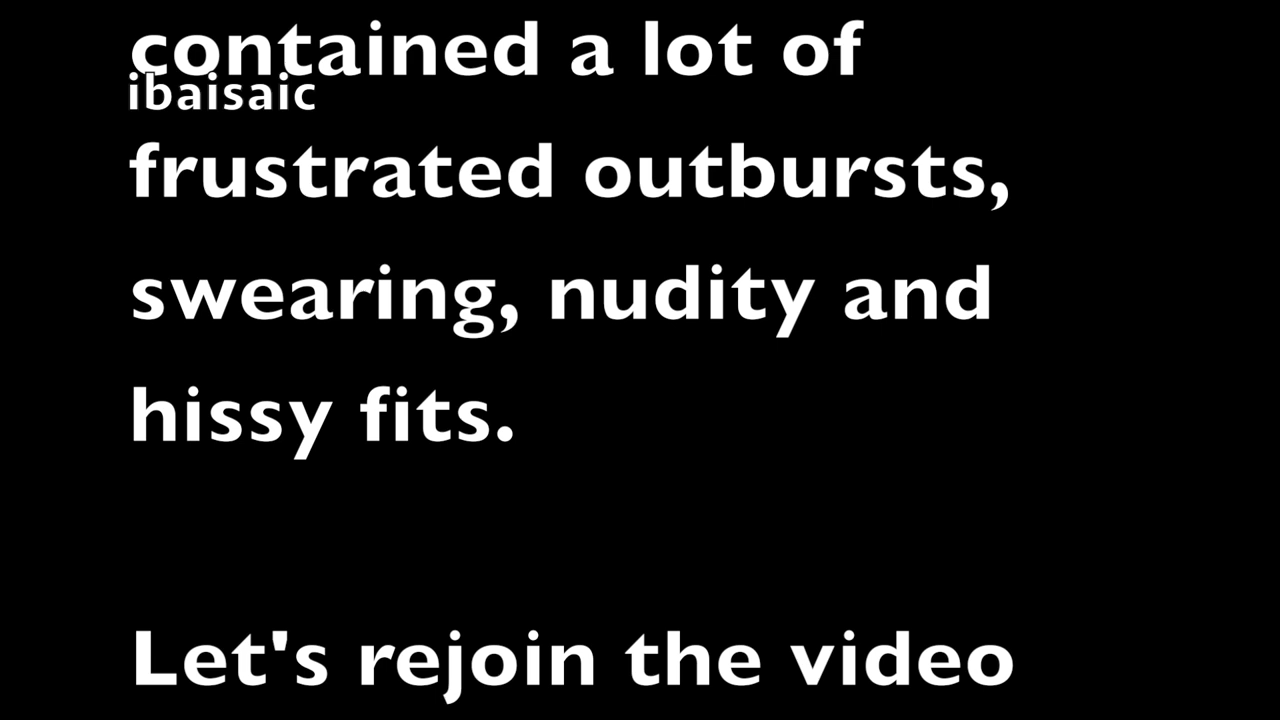 contained a lot of
ibaisaic
frustrated outbursts,
swearing, nudity and
hissy fits.
Let's rejoin the video